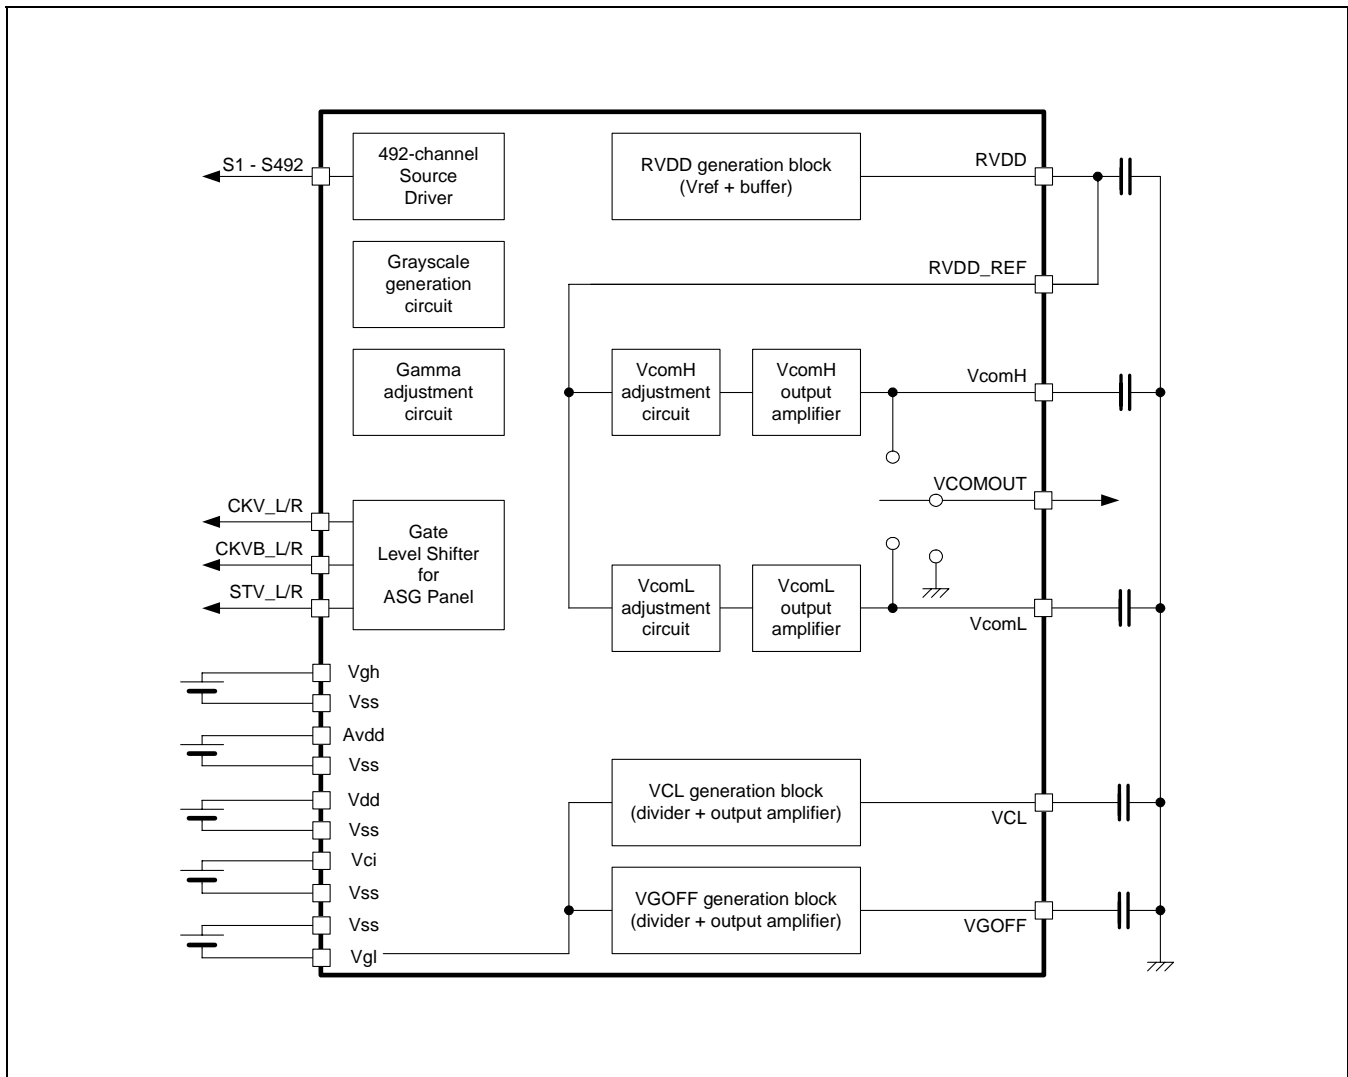 S1 - S492
492-channel
Source
Driver
RVDD generation block
(Vref + buffer)
RVDD
Grayscale
generation
circuit
RVDD_REF
Gamma
adjustment
circuit
VcomH
adjustment
circuit
VcomH
output
amplifier
VcomH
VCOMOUT
CKV_L/R
CKVB_L/R
STV_L/R
Gate
Level Shifter
for
ASG Panel
VcomL
adjustment
circuit
VcomL
output
amplifier
VcomL
Vgh
Vss
Avdd
Vss
Vdd
Vss
Vci
Vss
Vss
Vgl
VCL generation block
(divider + output amplifier)
VCL
VGOFF generation block
(divider + output amplifier)
VGOFF